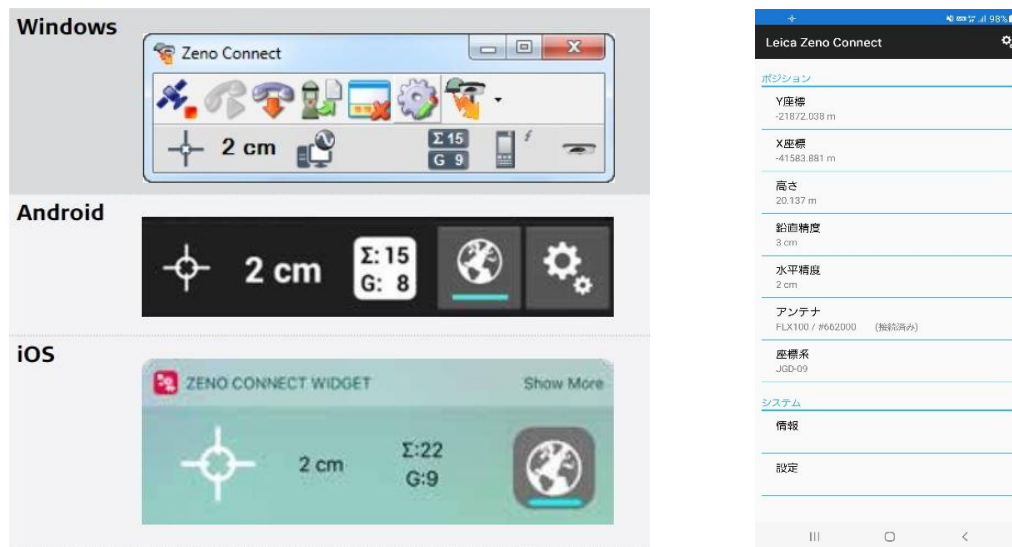 Windows
Zeno Connect
2 cm
Σ 15
G 9
Android
2 cm
Σ: 15
G: 8
iOS
ZENO CONNECT WIDGET
Show More
2 cm
Σ:22
G:9
98%
Leica Zeno Connect
ポジション
Y座標
-21872.038 m
X座標
-41583.881 m
高さ
20.137 m
鉛直精度
3 cm
水平精度
2 cm
アンテナ
FLX100 / #662000 (接続済み)
座標系
JGD-09
システム
情報
設定